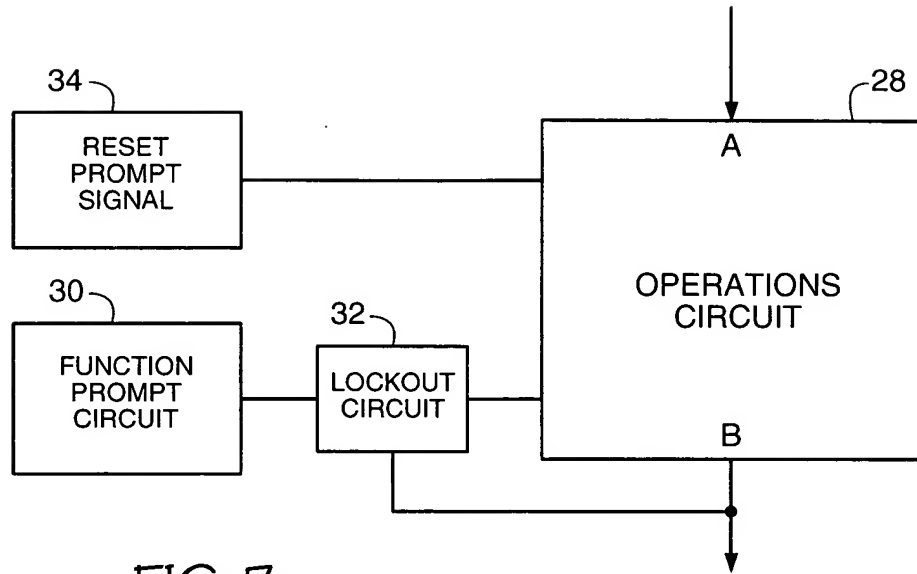 34
RESET
PROMPT
SIGNAL
28
A
OPERATIONS
CIRCUIT
B
30
FUNCTION
PROMPT
CIRCUIT
32
LOCKOUT
CIRCUIT